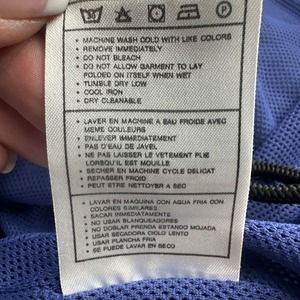 • MACHINE WASH COLD WITH LIKE COLORS
• REMOVE IMMEDIATELY
• DO NOT BLEACH
• DO NOT ALLOW GARMENT TO LAY
FOLDED ON ITSELF WHEN WET
• TUMBLE DRY LOW
• COOL IRON
• DRY CLEANABLE
• LAVER EN MACHINE A EAU FROIDE AVEC
MEME COULEURS
• ENLEVER IMMEDIATEMENT
• PAS D'EAU DE JAVEL
• NE PAS LAISSER LE VETEMENT PLIE
LORSQU'IL EST MOUILLE
• SECHER EN MACHINE CYCLE DELICAT
• REPASSER FROID
• PEUT ETRE NETTOYER A SEC
• LAVAR EN MAQUINA CON AQUA FRIA CON
COLORES SIMILARES
• SACAR INMEDIATAMENTE
• NO USAR BLANQUEADORES
• NO DOBLAR PRENDA ESTANDO MOJADA
• USAR SECADORA CICLO LENTO
• USAR PLANCHA FRIA
• SE PUEDE LAVAR EN SECO